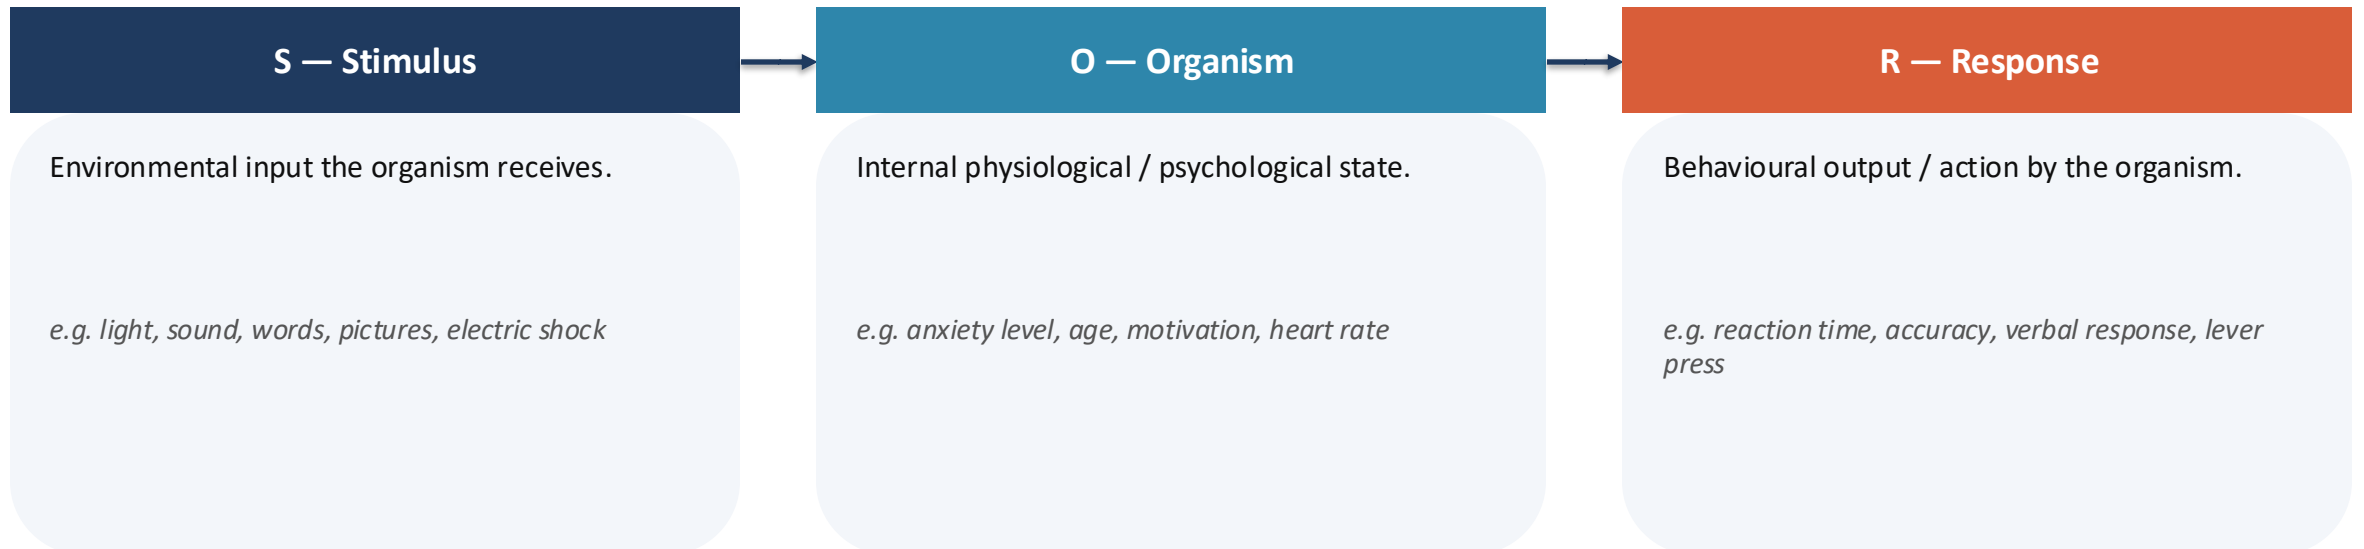 S — Stimulus
Environmental input the organism receives.
e.g. light, sound, words, pictures, electric shock
O — Organism
Internal physiological / psychological state.
e.g. anxiety level, age, motivation, heart rate
R — Response
Behavioural output / action by the organism.
e.g. reaction time, accuracy, verbal response, lever
press